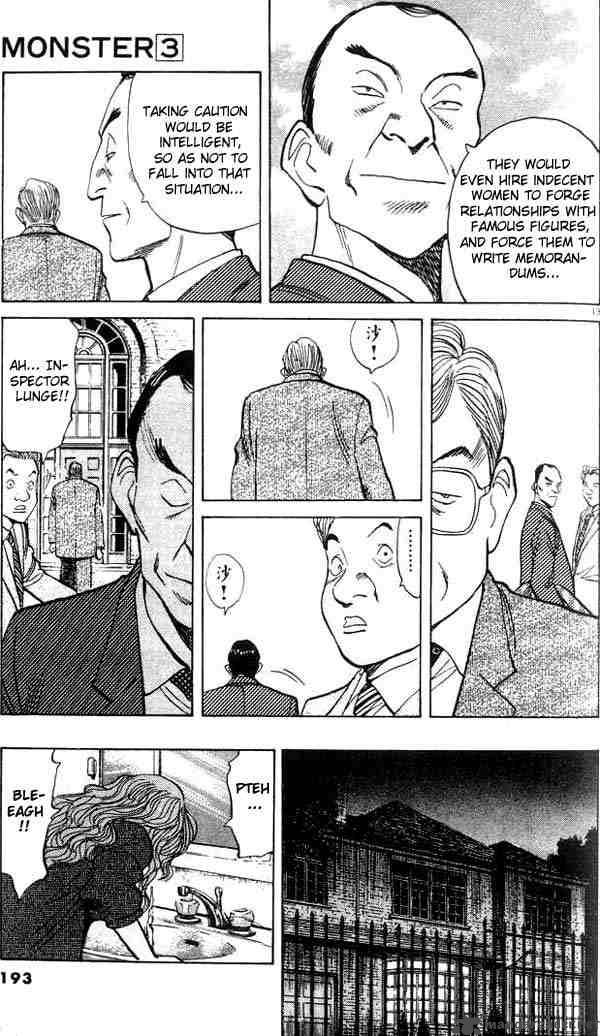 MONSTER 3
THEY WOULD
EVEN HIRE INDECENT
WOMEN TO FORGE
RELATIONSHIPS WITH
FAMOUS FIGURES,
AND FORCE THEM TO
WRITE MEMORAN-
DUMS...
TAKING CAUTION
WOULD BE
INTELLIGENT,
SO AS NOT TO
FALL INTO THAT
SITUATION...
沙!
........
沙!
AH... IN-
SPECTOR
LUNGE!!
PTEH
...
BLE-
EAGH
!!
193